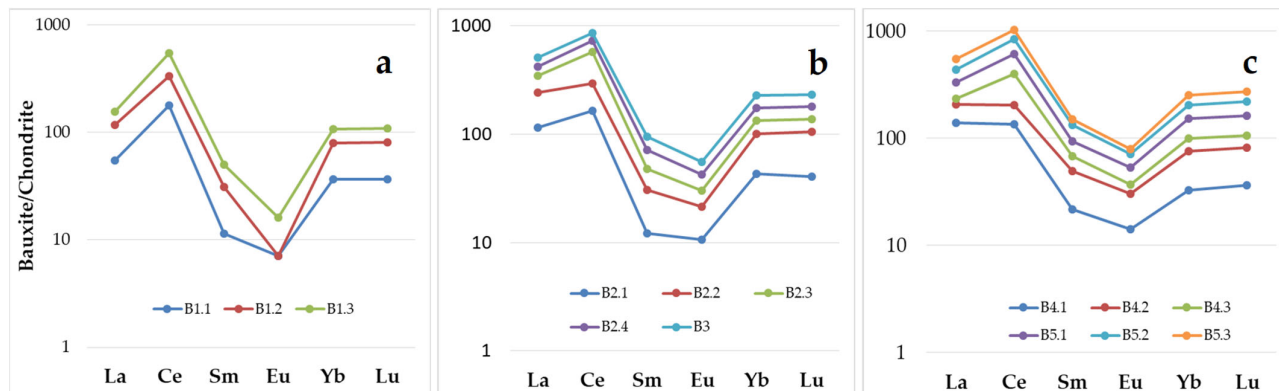 Bauxite/Chondrite
1000
100
10
1
a
B1.1 B1.2 B1.3
La Ce Sm Eu Yb Lu
1000
100
10
1
b
B2.1 B2.2 B2.3
B2.4 B3
La Ce Sm Eu Yb Lu
1000
100
10
1
c
B4.1 B4.2 B4.3
B5.1 B5.2 B5.3
La Ce Sm Eu Yb Lu